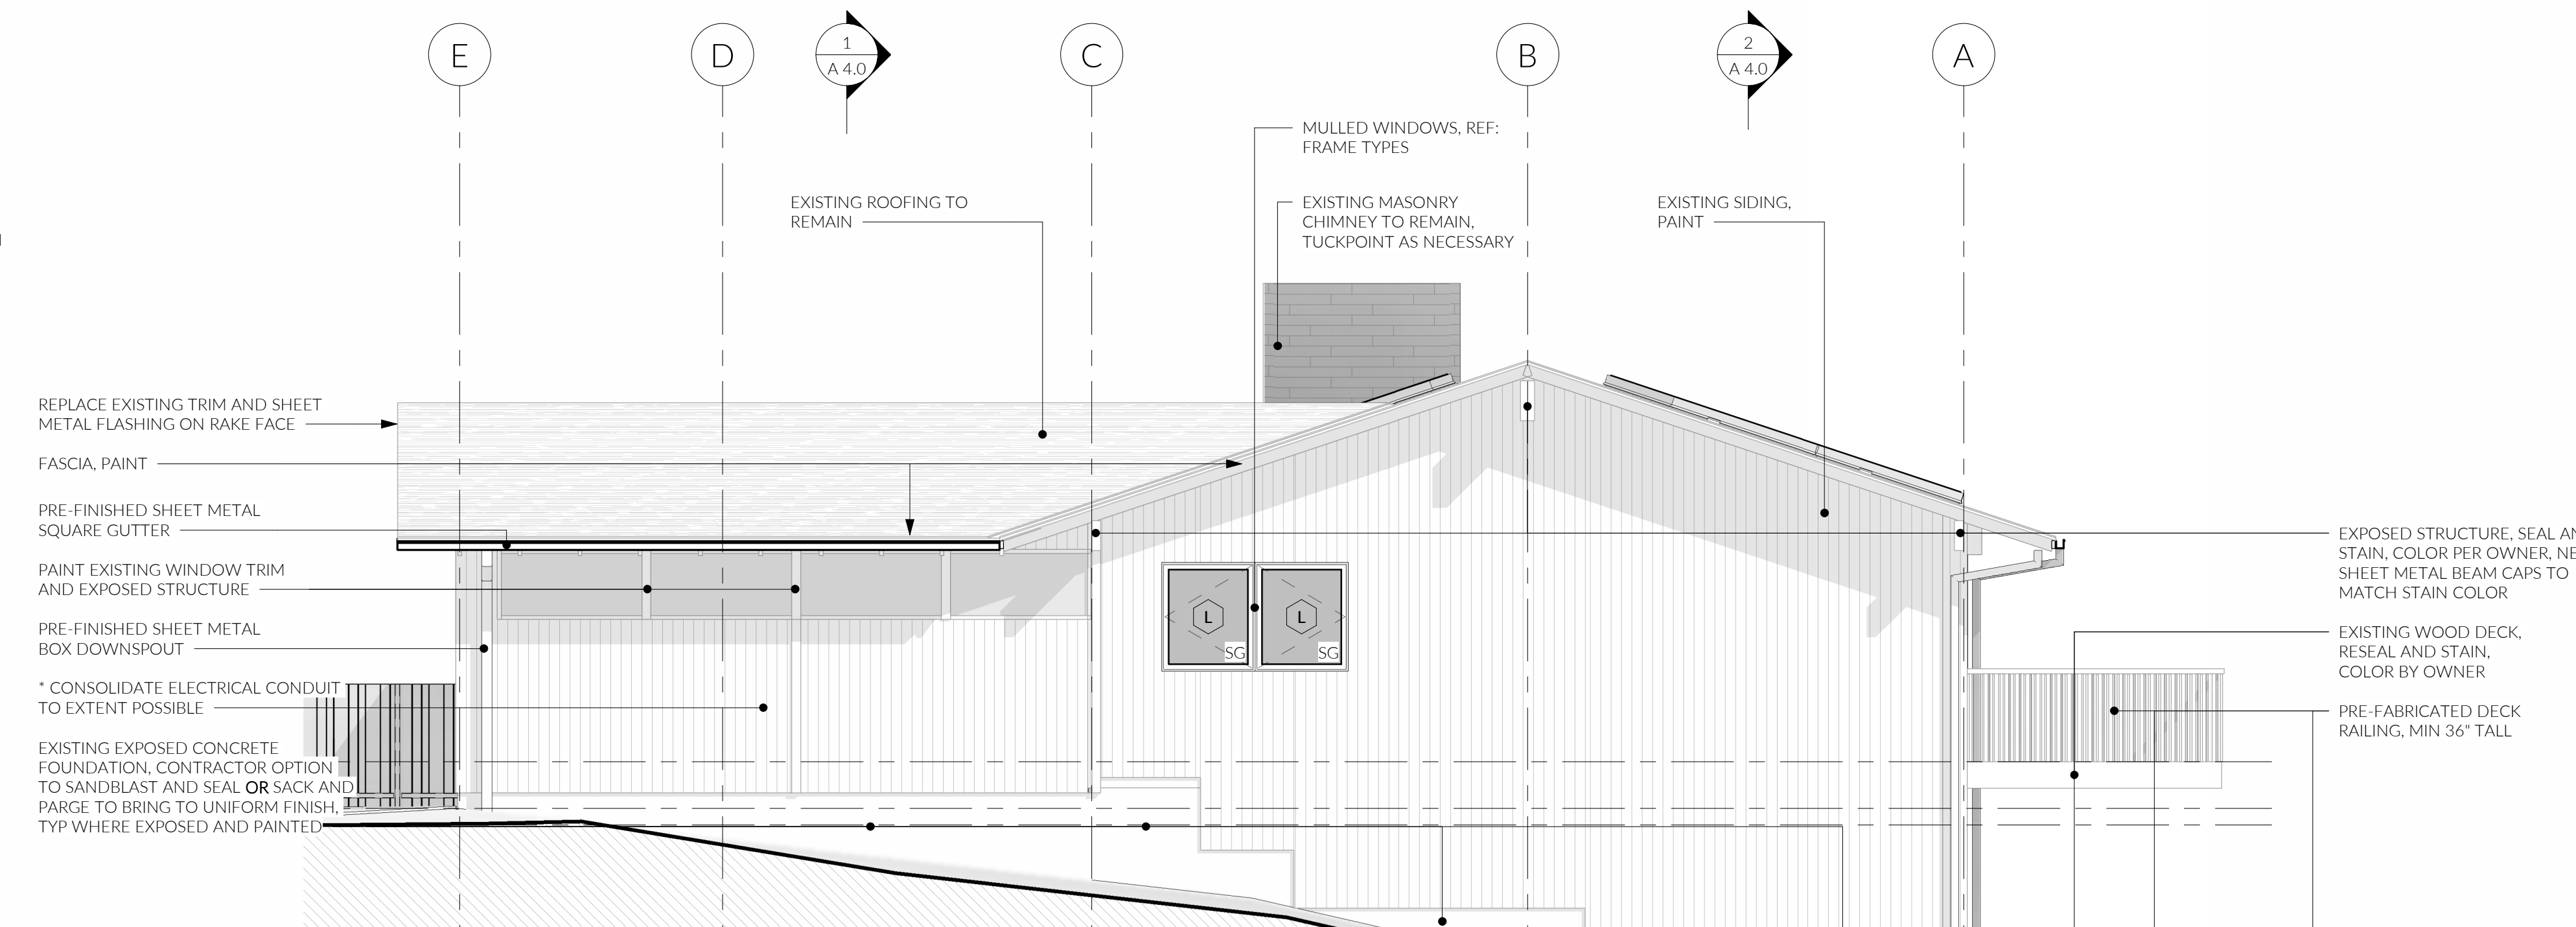 E
D
1
A 4.0
C
B
2
A 4.0
A
MULLED WINDOWS, REF:
FRAME TYPES
EXISTING ROOFING TO
REMAIN
EXISTING MASONRY
CHIMNEY TO REMAIN,
TUCKPOINT AS NECESSARY
EXISTING SIDING,
PAINT
REPLACE EXISTING TRIM AND SHEET
METAL FLASHING ON RAKE FACE
FASCIA, PAINT
PRE-FINISHED SHEET METAL
SQUARE GUTTER
PAINT EXISTING WINDOW TRIM
AND EXPOSED STRUCTURE
PRE-FINISHED SHEET METAL
BOX DOWNSPOUT
* CONSOLIDATE ELECTRICAL CONDUIT
TO EXTENT POSSIBLE
EXISTING EXPOSED CONCRETE
FOUNDATION, CONTRACTOR OPTION
TO SANDBLAST AND SEAL OR SACK AND
PARGE TO BRING TO UNIFORM FINISH,
TYP WHERE EXPOSED AND PAINTED
L
SG
L
SG
EXPOSED STRUCTURE, SEAL
STAIN, COLOR PER OWNER,
SHEET METAL BEAM CAPS TO
MATCH STAIN COLOR
EXISTING WOOD DECK,
RESEAL AND STAIN,
COLOR BY OWNER
PRE-FABRICATED DECK
RAILING, MIN 36" TALL